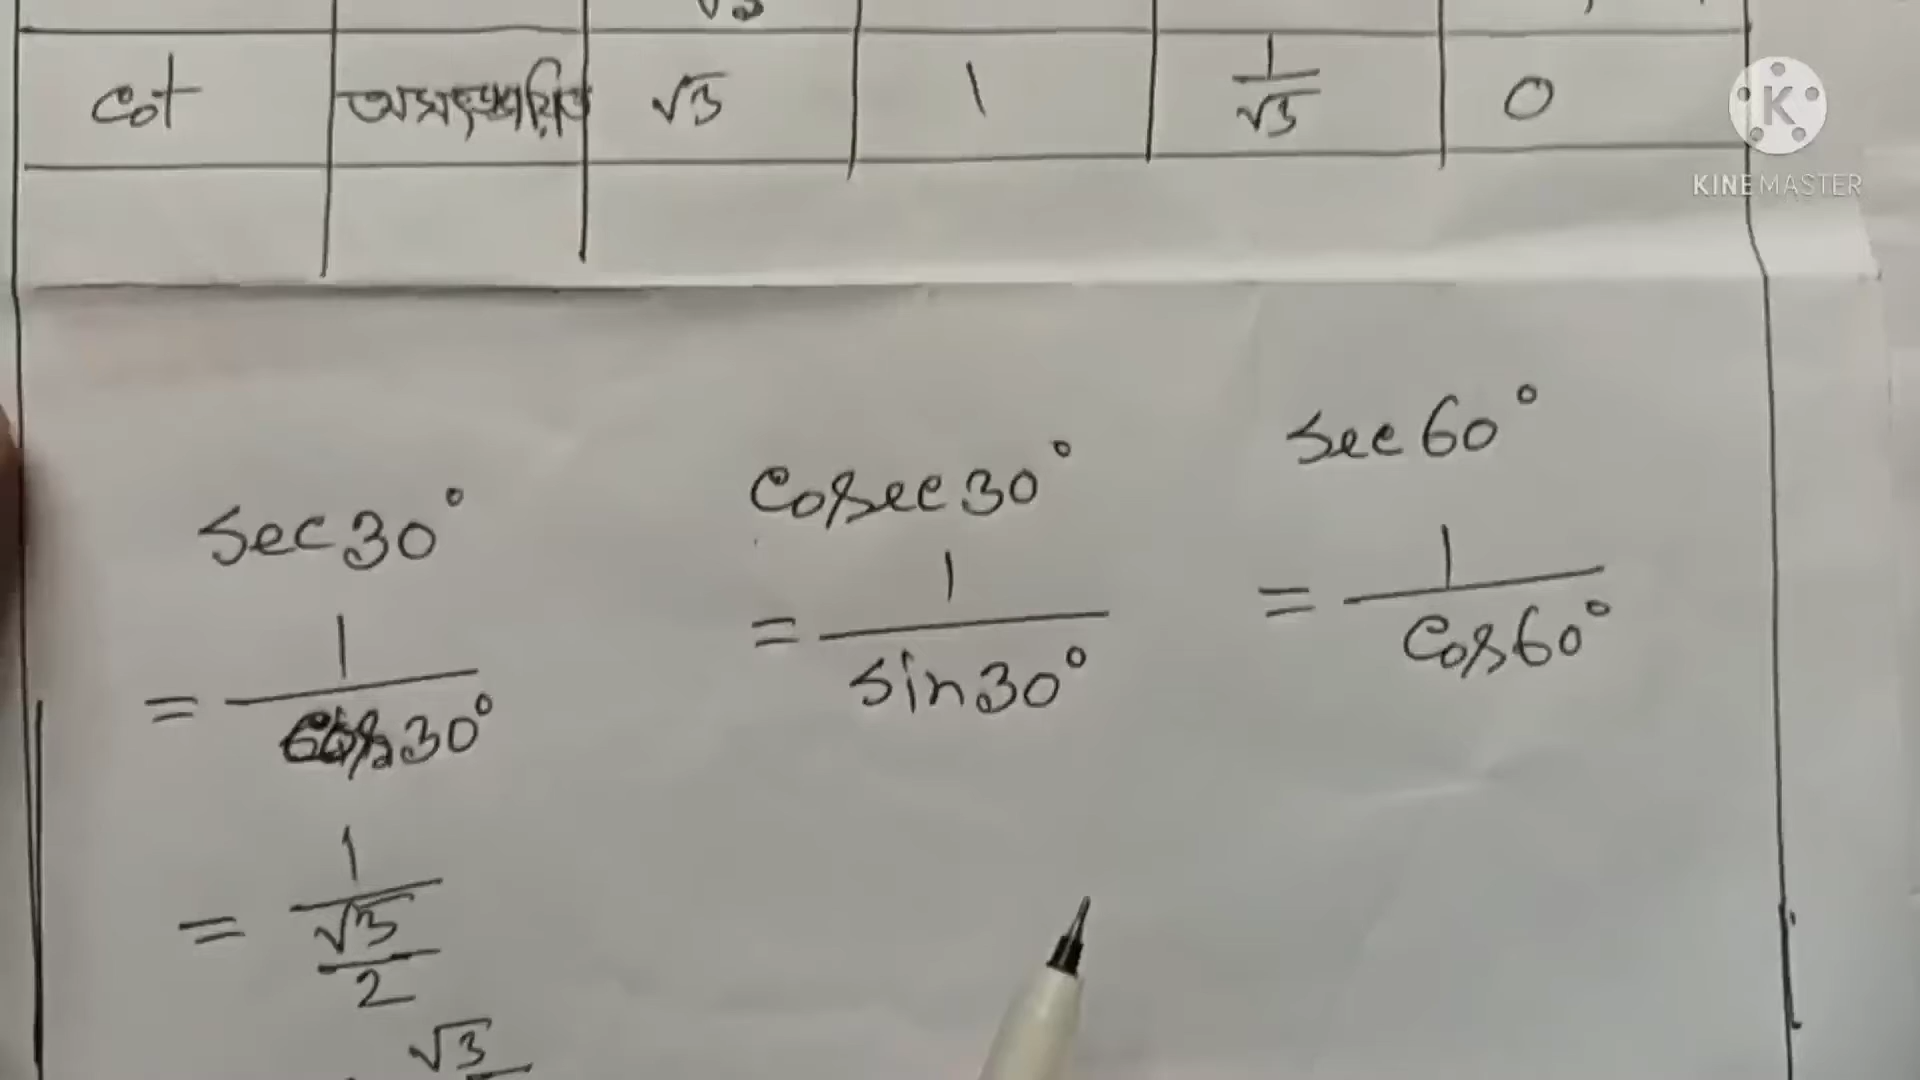 cot অসংজ্ঞায়িত √3 1 1/√3 0
KINEMASTER
sec 30°
= 1/cos 30°
= 1/(√3/2)
√3
cosec 30°
= 1/sin 30°
sec 60°
= 1/cos 60°